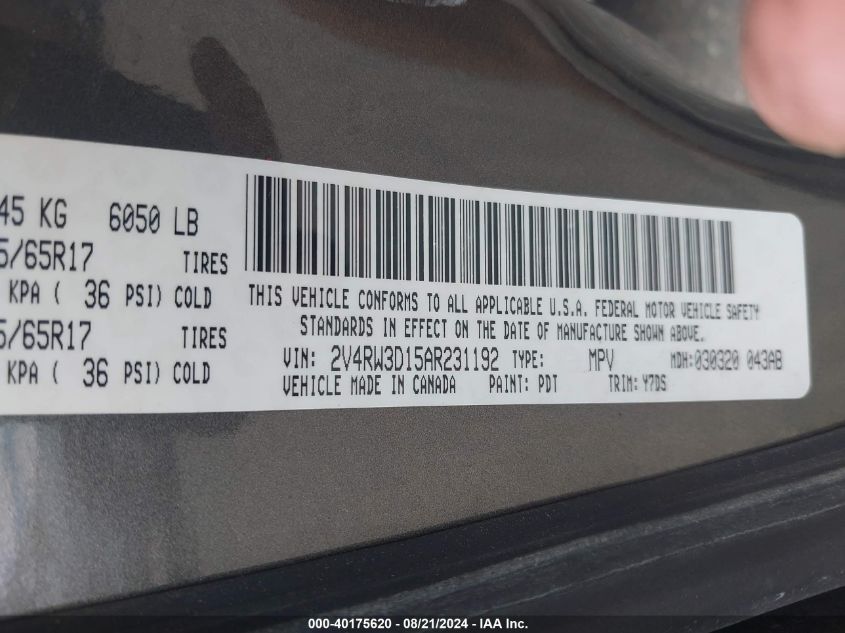 45 KG 6050 LB
5/65R17 TIRES
KPA ( 36 PSI) COLD
5/65R17 TIRES
KPA ( 36 PSI) COLD
THIS VEHICLE CONFORMS TO ALL APPLICABLE U.S.A. FEDERAL MOTOR VEHICLE SAFETY
STANDARDS IN EFFECT ON THE DATE OF MANUFACTURE SHOWN ABOVE.
VIN: 2V4RW3D15AR231192 TYPE: MPV MDH:030320 043AB
VEHICLE MADE IN CANADA PAINT: PDT TRIM: Y7DS
000-40175620 - 08/21/2024 - IAA Inc.